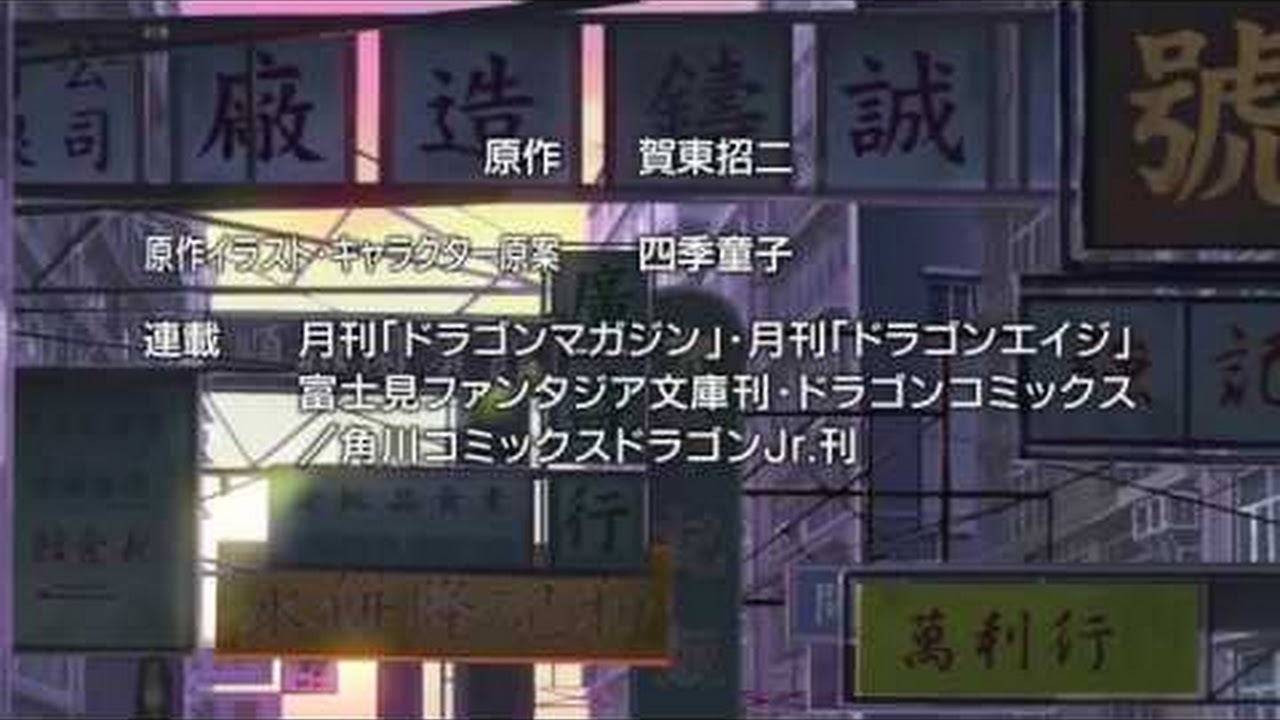 公司
廠 造 鑄 誠
號
原作 賀東招二
原作イラスト・キャラクター原案 四季童子
連載 月刊「ドラゴンマガジン」・月刊「ドラゴンエイジ」
富士見ファンタジア文庫刊・ドラゴンコミックス
／角川コミックスドラゴンJr.刊
記
行
萬利行